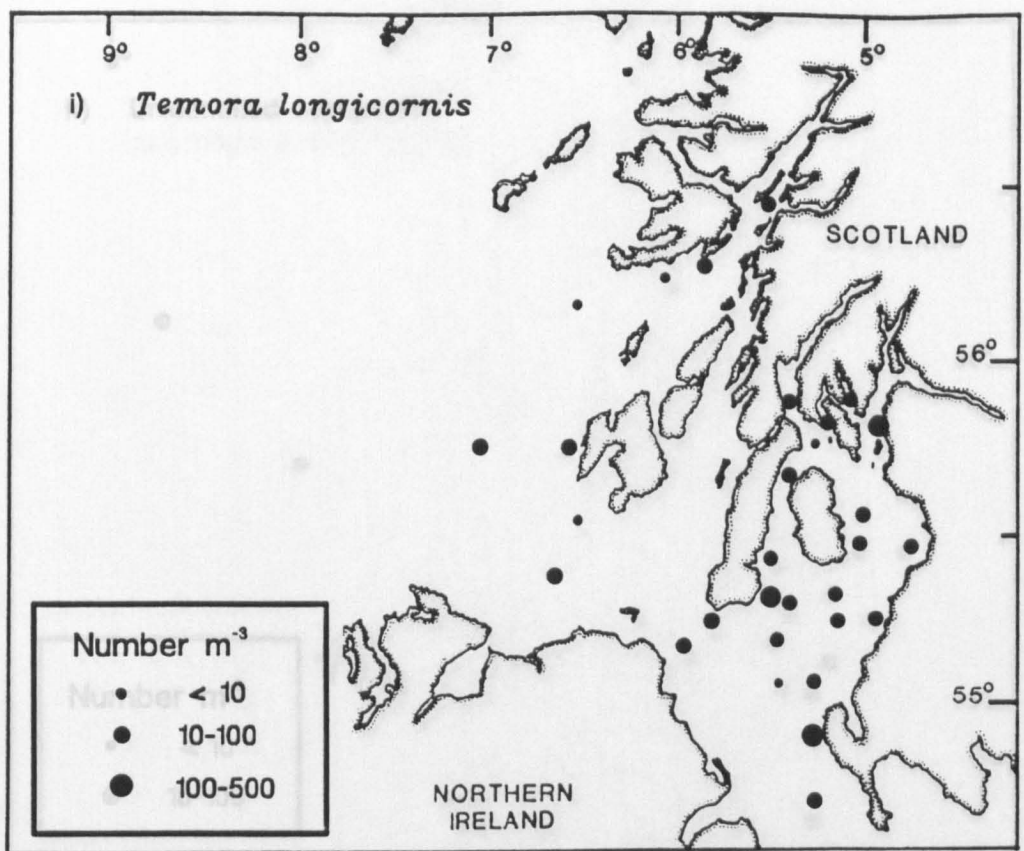 9° 8° 7° 6° 5°
i) Temora longicornis
SCOTLAND
56°
55°
Number m⁻³
< 10
10-100
100-500
NORTHERN
IRELAND